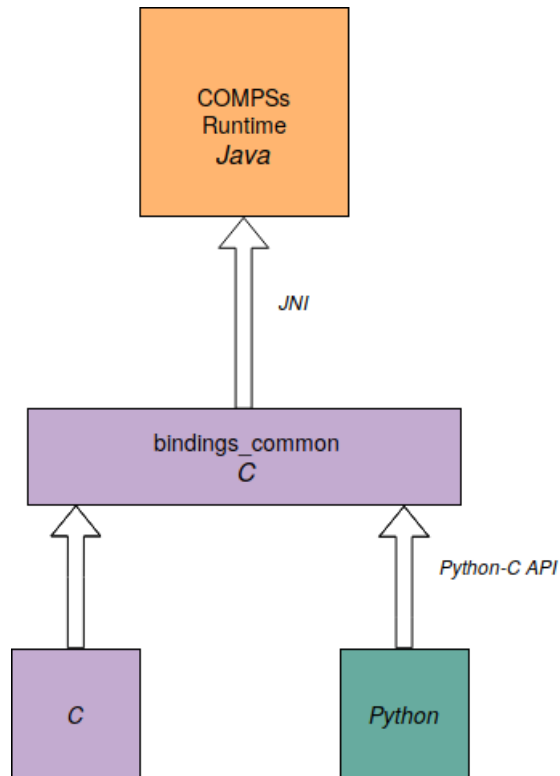 COMPSs
Runtime
Java
JNI
bindings_common
C
Python-C API
C
Python